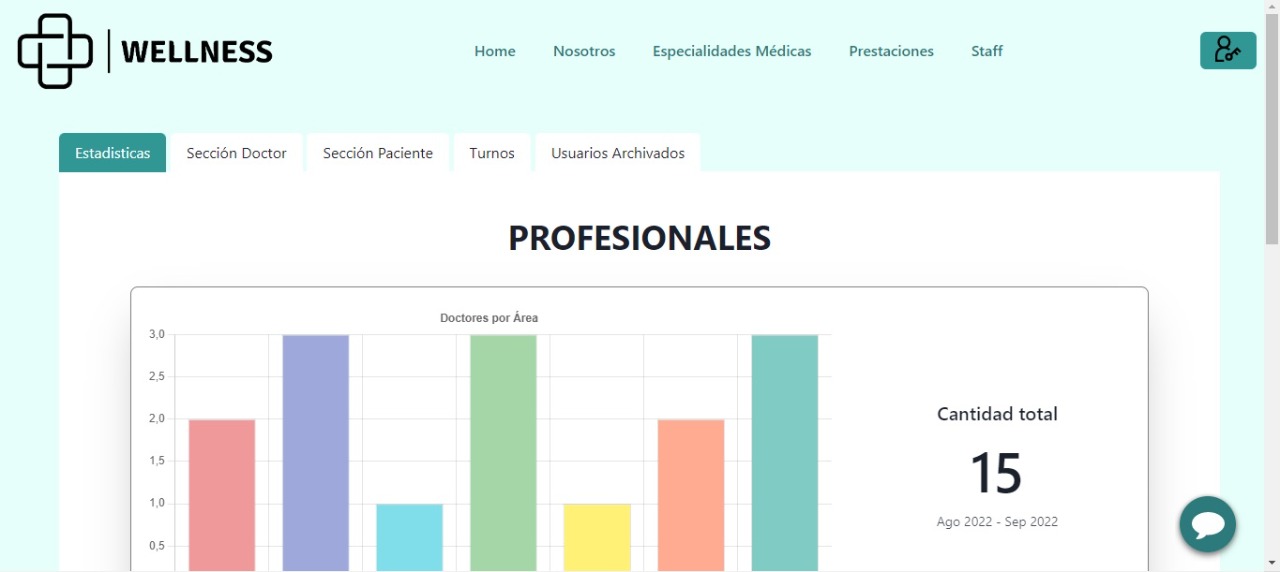 WELLNESS
Home Nosotros Especialidades Médicas Prestaciones Staff
Estadisticas Sección Doctor Sección Paciente Turnos Usuarios Archivados
PROFESIONALES
Doctores por Área
3,0
2,5
2,0
1,5
1,0
0,5
Cantidad total
15
Ago 2022 - Sep 2022